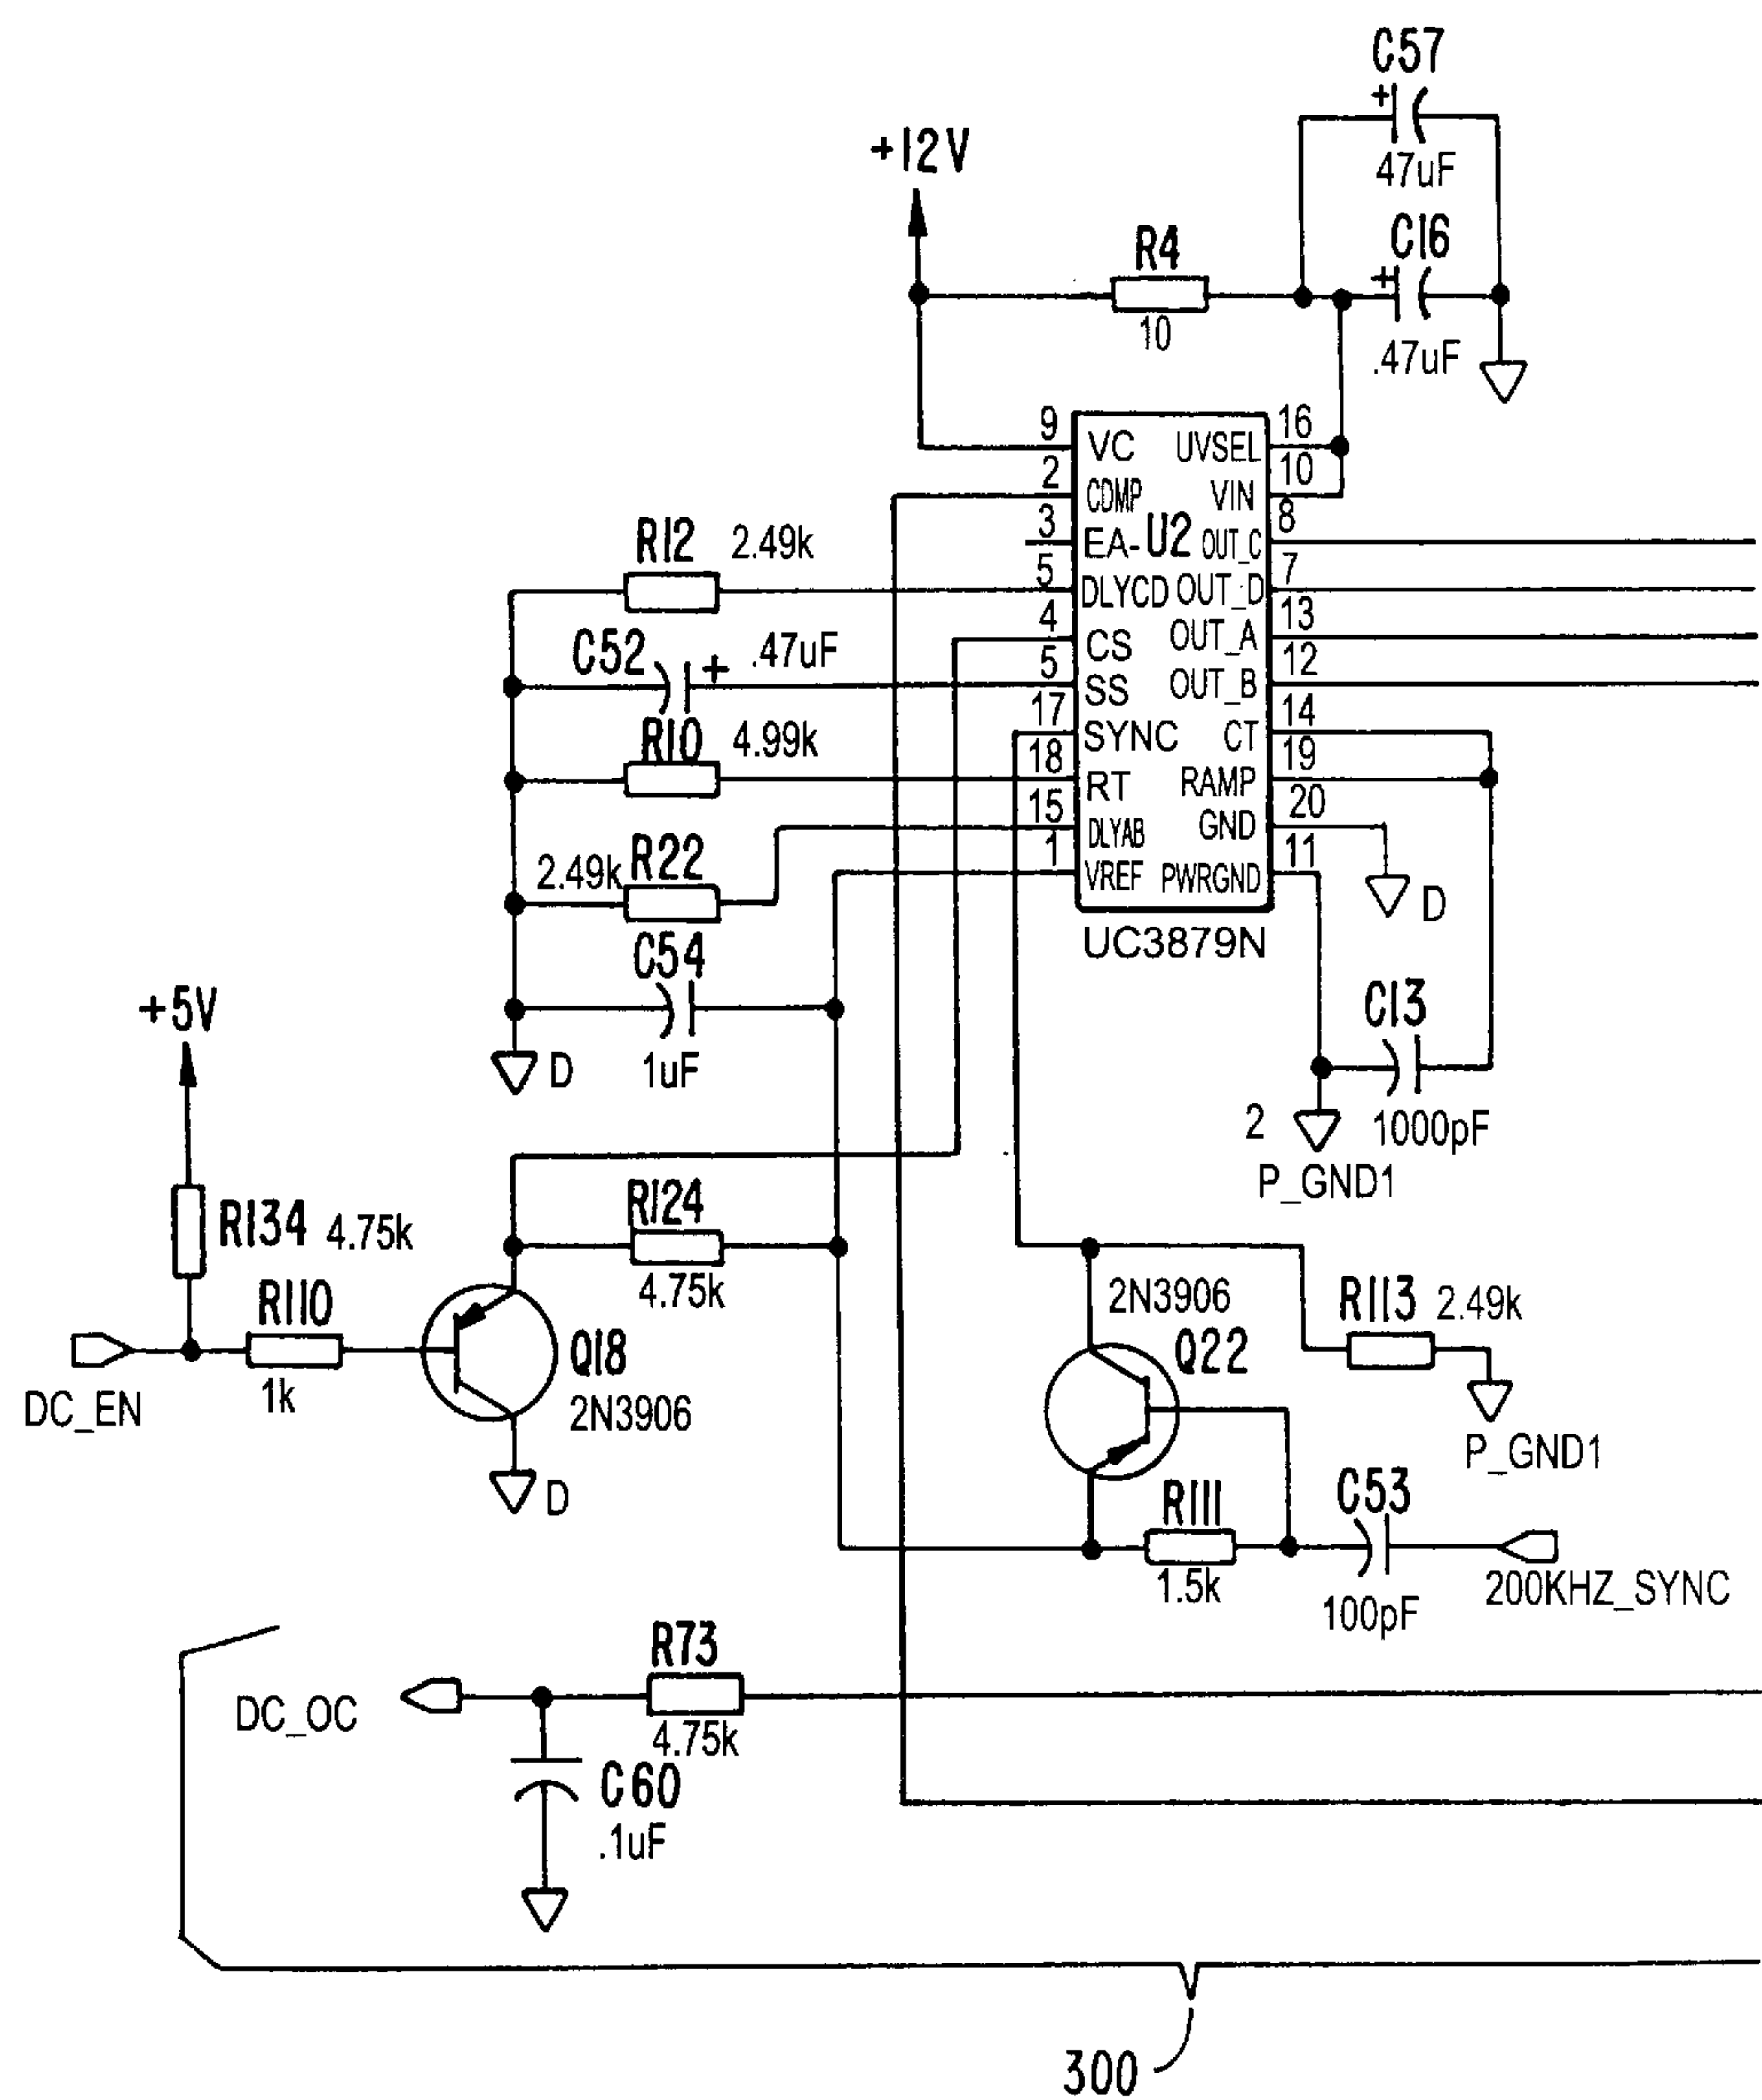 C57
+
47uF
+12V
C16
+
.47uF
R4
10
9 VC UVSEL 16
2 CDMP VIN 10
3 EA- U2 OUT_C 8
5 DLYCD OUT_D 7
4 CS OUT_A 13
5 SS OUT_B 12
17 SYNC CT 14
18 RT RAMP 19
15 DLYAB GND 20
1 VREF PWRGND 11
UC3879N
R12 2.49k
C52 + .47uF
R10 4.99k
2.49k R22
C54
1uF
D
D
C13
1000pF
2
P_GND1
+5V
R134 4.75k
R124
4.75k
R110
1k
DC_EN
Q18
2N3906
D
2N3906
Q22
R113 2.49k
P_GND1
R111
1.5k
C53
100pF
200KHZ_SYNC
R73
4.75k
DC_OC
C60
.1uF
300